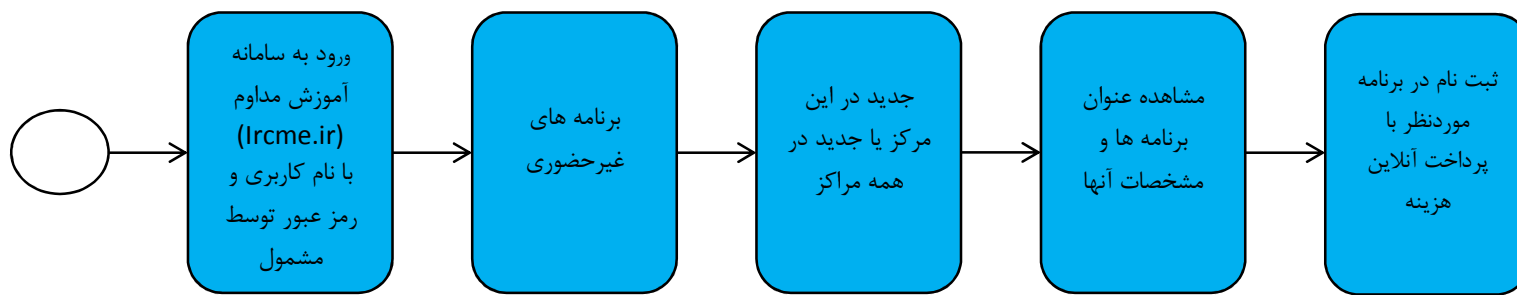 ورود به سامانه
آموزش مداوم
(Ircme.ir)
با نام کاربری و
رمز عبور توسط
مشمول
برنامه های
غیرحضوری
جدید در این
مرکز یا جدید در
همه مراکز
مشاهده عنوان
برنامه ها و
مشخصات آنها
ثبت نام در برنامه
موردنظر با
پرداخت آنلاین
هزینه